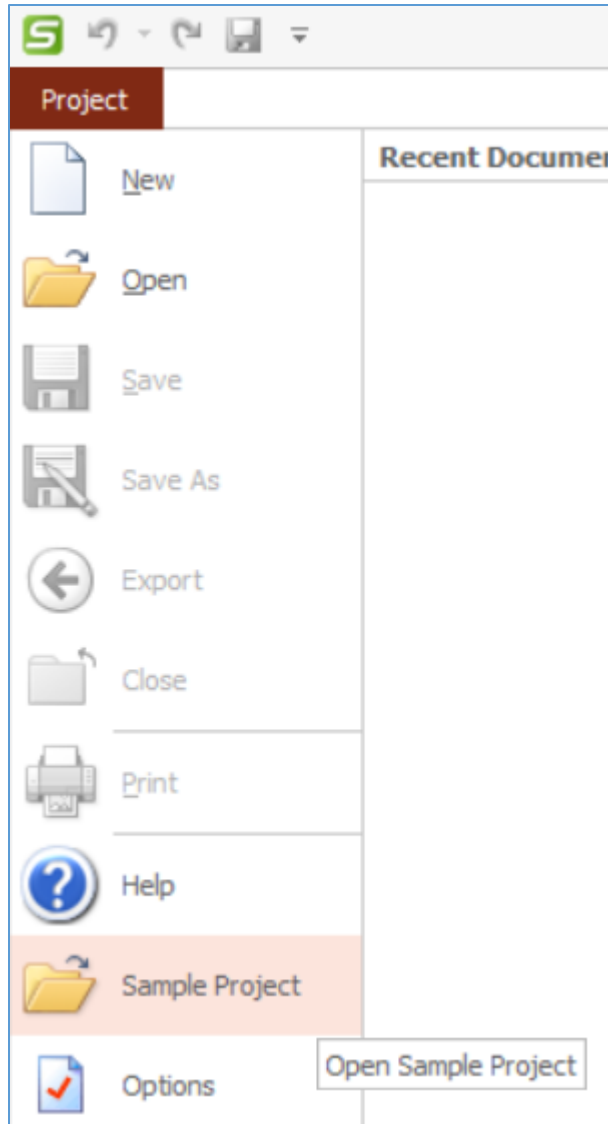 Project
Recent Documen
New
Open
Save
Save As
Export
Close
Print
Help
Sample Project
Open Sample Project
Options